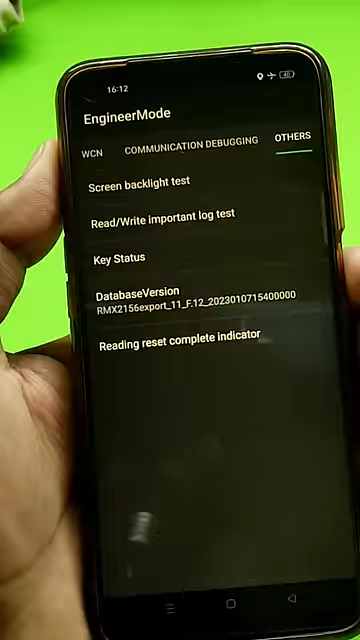 16:12
40
EngineerMode
WCN COMMUNICATION DEBUGGING OTHERS
Screen backlight test
Read/Write important log test
Key Status
DatabaseVersion
RMX2156export_11_F.12_2023010715400000
Reading reset complete indicator